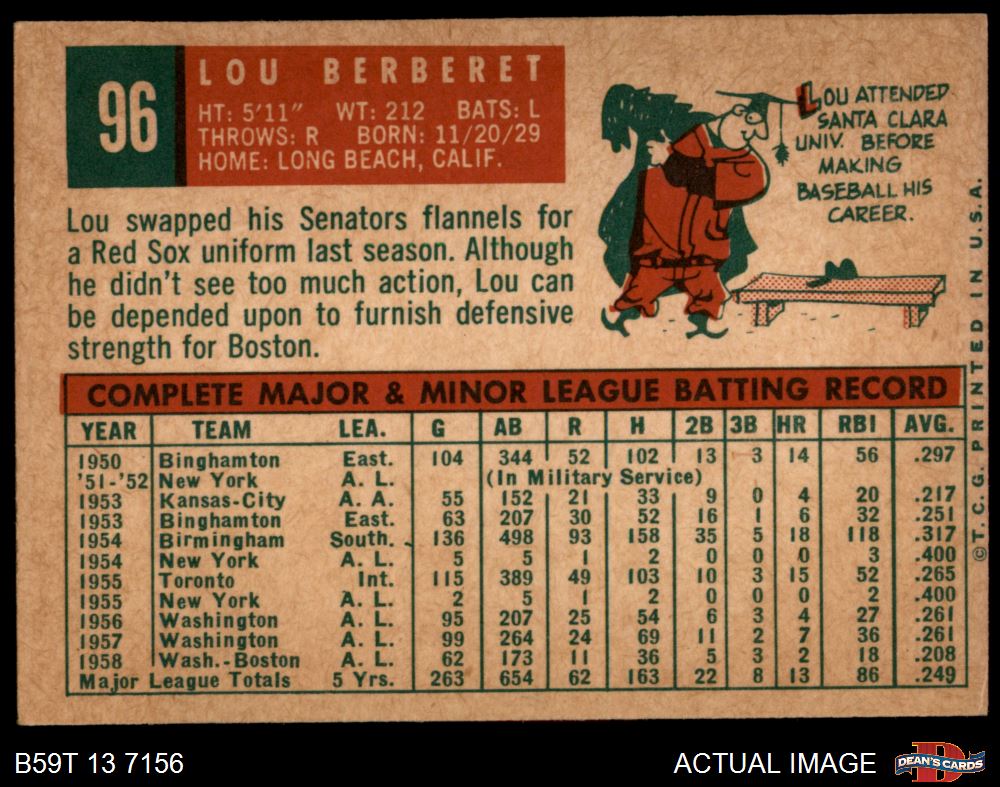 96
LOU BERBERET
HT: 5'11" WT: 212 BATS: L
THROWS: R BORN: 11/20/29
HOME: LONG BEACH, CALIF.
Lou swapped his Senators flannels for
a Red Sox uniform last season. Although
he didn't see too much action, Lou can
be depended upon to furnish defensive
strength for Boston.
LOU ATTENDED
SANTA CLARA
UNIV. BEFORE
MAKING
BASEBALL HIS
CAREER.
COMPLETE MAJOR & MINOR LEAGUE BATTING RECORD
YEAR TEAM LEA. G AB R H 2B 3B HR RBI AVG.
1950 Binghamton East. 104 344 52 102 13 3 14 56 .297
'51-'52 New York A. L. (In Military Service)
1953 Kansas-City A. A. 55 152 21 33 9 0 4 20 .217
1953 Binghamton East. 63 207 30 52 16 1 6 32 .251
1954 Birmingham South. 136 498 93 158 35 5 18 118 .317
1954 New York A. L. 5 5 1 2 0 0 0 3 .400
1955 Toronto Int. 115 389 49 103 10 3 15 52 .265
1955 New York A. L. 2 5 1 2 0 0 0 2 .400
1956 Washington A. L. 95 207 25 54 6 3 4 27 .261
1957 Washington A. L. 99 264 24 69 11 2 7 36 .261
1958 Wash.-Boston A. L. 62 173 11 36 5 3 2 18 .208
Major League Totals 5 Yrs. 263 654 62 163 22 8 13 86 .249
©T. C. G. PRINTED IN U.S.A.
B59T 13 7156
ACTUAL IMAGE
DEAN'S CARDS